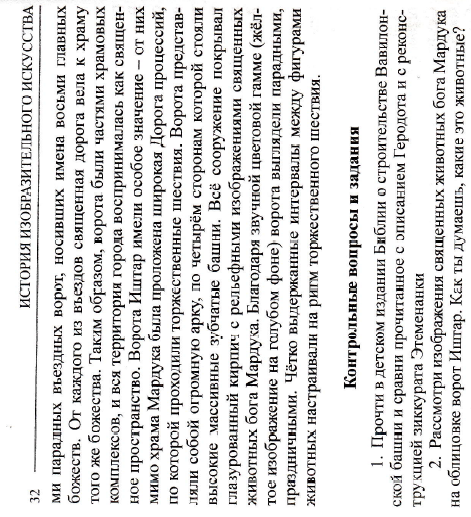 32 ИСТОРИЯ ИЗОБРАЗИТЕЛЬНОГО ИСКУССТВА
ми парадных въездных ворот, носивших имена восьми главных
божеств. От каждого из въездов священная дорога вела к храму
того же божества. Таким образом, ворота были частями храмовых
комплексов, и вся территория города воспринималась как священ-
ное пространство. Ворота Иштар имели особое значение – от них
мимо храма Мардука была проложена широкая Дорога процессий,
по которой проходили торжественные шествия. Ворота представ-
ляли собой огромную арку, по четырём сторонам которой стояли
высокие массивные зубчатые башни. Всё сооружение покрывал
глазурованный кирпич с рельефными изображениями священных
животных бога Мардука. Благодаря звучной цветовой гамме (жёл-
тое изображение на голубом фоне) ворота выглядели парадными,
праздничными. Чётко выдержанные интервалы между фигурами
животных настраивали на ритм торжественного шествия.
Контрольные вопросы и задания
1. Прочти в детском издании Библии о строительстве Вавилон-
ской башни и сравни прочитанное с описанием Геродота и с реконс-
трукцией зиккурата Этеменанки
2. Рассмотри изображения священных животных бога Мардука
на облицовке ворот Иштар. Как ты думаешь, какие это животные?